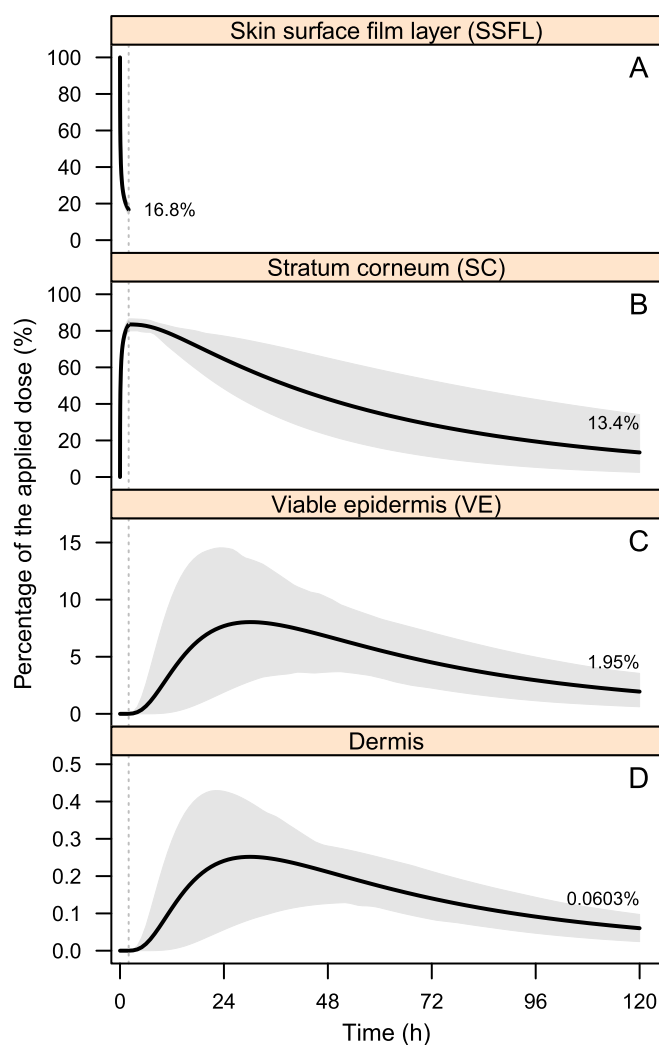 Skin surface film layer (SSFL)
A
100
80
60
40
20
0
16.8%
Stratum corneum (SC)
B
100
80
60
40
20
0
13.4%
Viable epidermis (VE)
C
15
10
5
0
1.95%
Dermis
D
0.5
0.4
0.3
0.2
0.1
0.0
0.0603%
0 24 48 72 96 120
Time (h)
Percentage of the applied dose (%)